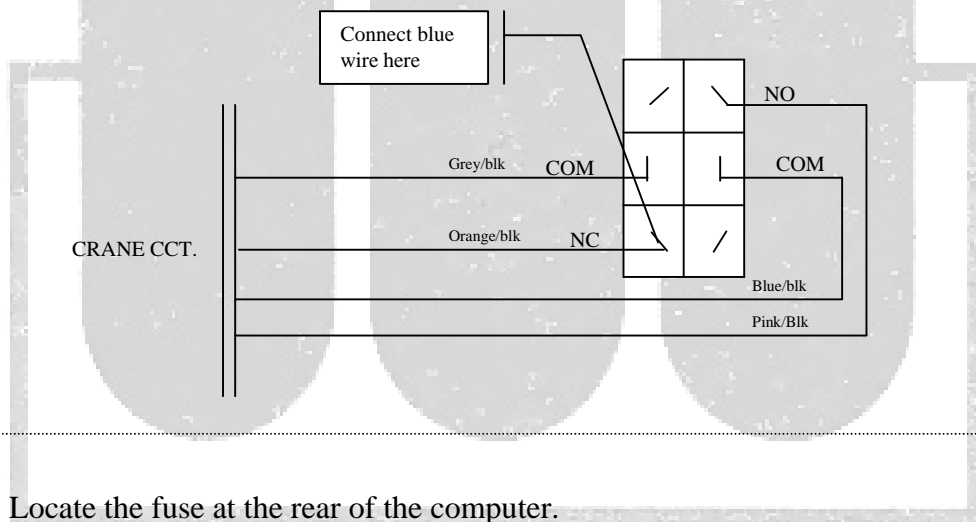 Connect blue
wire here
NO
Grey/blk
COM
COM
Orange/blk
NC
CRANE CCT.
Blue/blk
Pink/Blk
Locate the fuse at the rear of the computer.